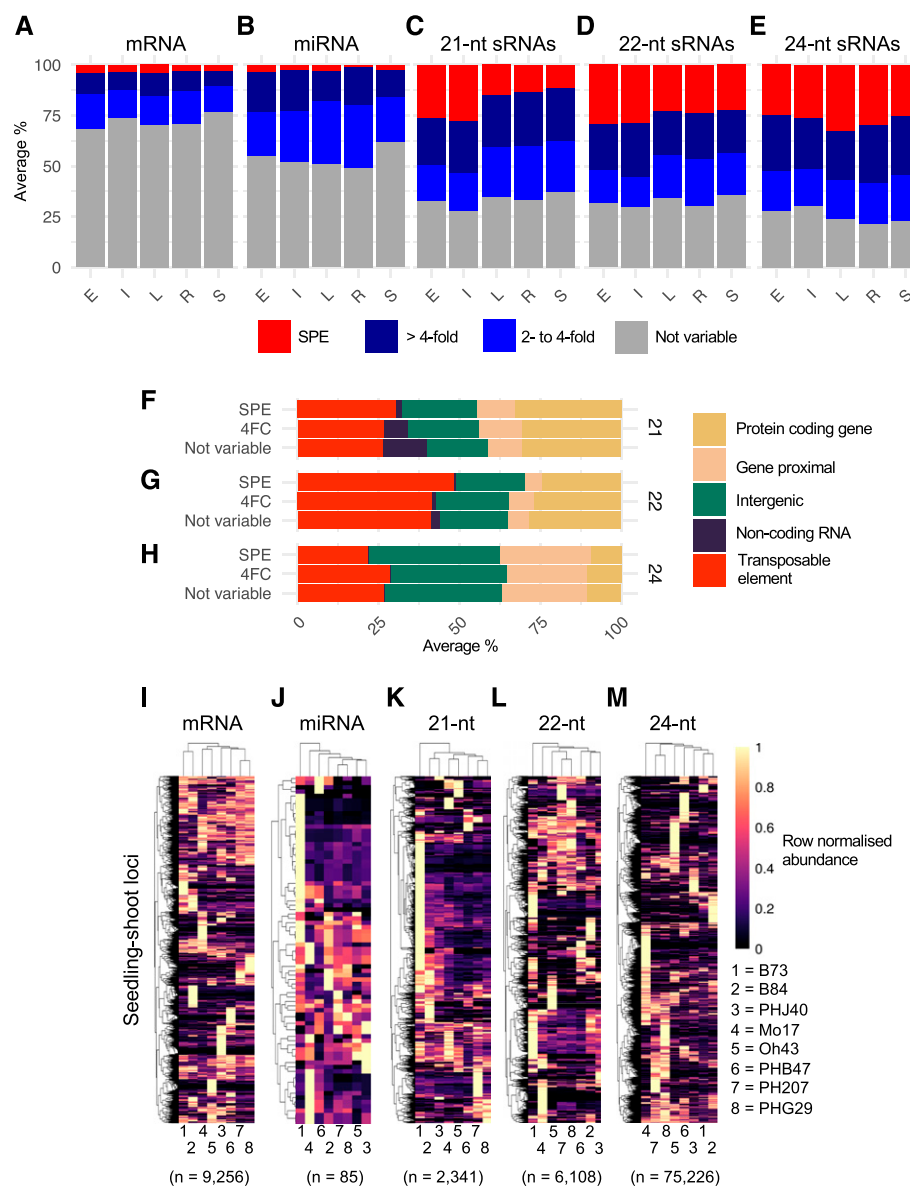 A B C D E
mRNA miRNA 21-nt sRNAs 22-nt sRNAs 24-nt sRNAs
100
75
50
25
0
Average %
E I L R S E I L R S E I L R S E I L R S E I L R S
SPE > 4-fold 2- to 4-fold Not variable
F
SPE
4FC
Not variable
21
G
SPE
4FC
Not variable
22
H
SPE
4FC
Not variable
24
0 25 50 75 100
Average %
Protein coding gene
Gene proximal
Intergenic
Non-coding RNA
Transposable
element
I J K L M
mRNA miRNA 21-nt 22-nt 24-nt
Seedling-shoot loci
1
0.8
0.6
0.4
0.2
0
Row normalised
abundance
1 = B73
2 = B84
3 = PHJ40
4 = Mo17
5 = Oh43
6 = PHB47
7 = PH207
8 = PHG29
1 4 3 7 1 6 7 5 1 3 4 6 7 1 5 8 2 4 8 6 1
2 5 6 8 4 2 8 3 2 5 8 4 7 6 3 7 5 3 2
(n = 9,256) (n = 85) (n = 2,341) (n = 6,108) (n = 75,226)